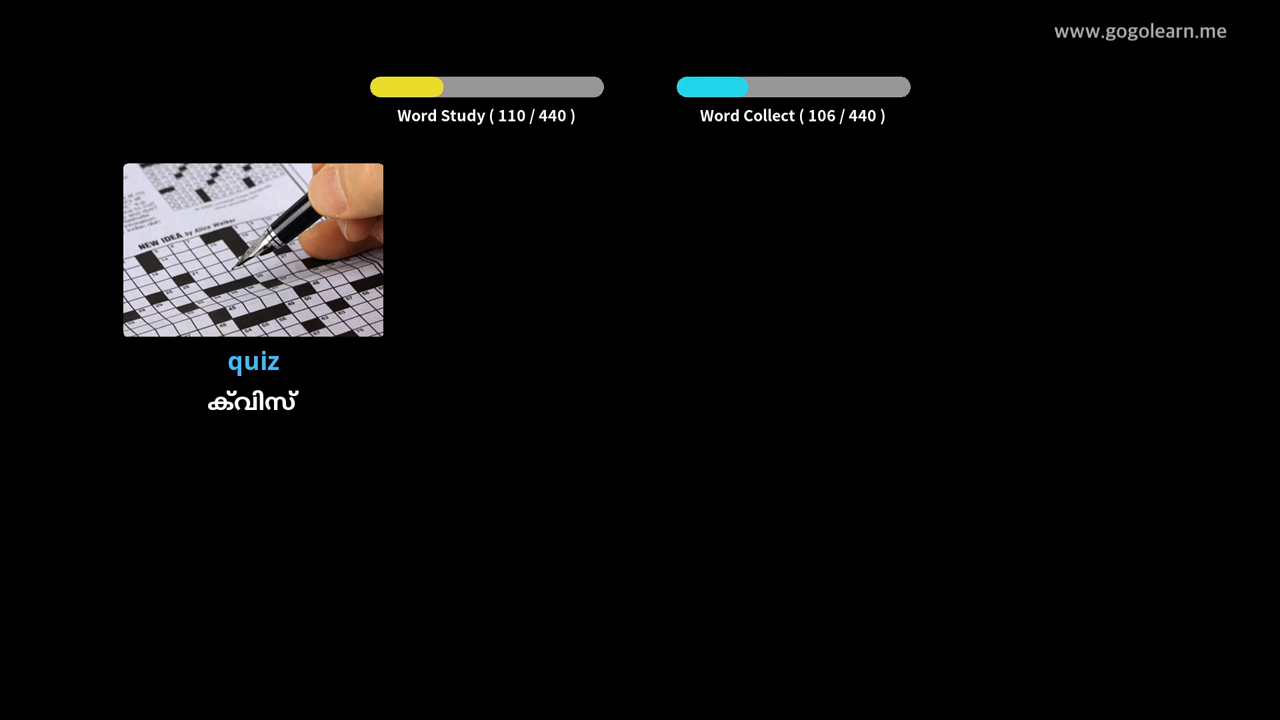 www.gogolearn.me
Word Study ( 110 / 440 )
Word Collect ( 106 / 440 )
NEW IDEA by Alice Walker
quiz
ക്വിസ്